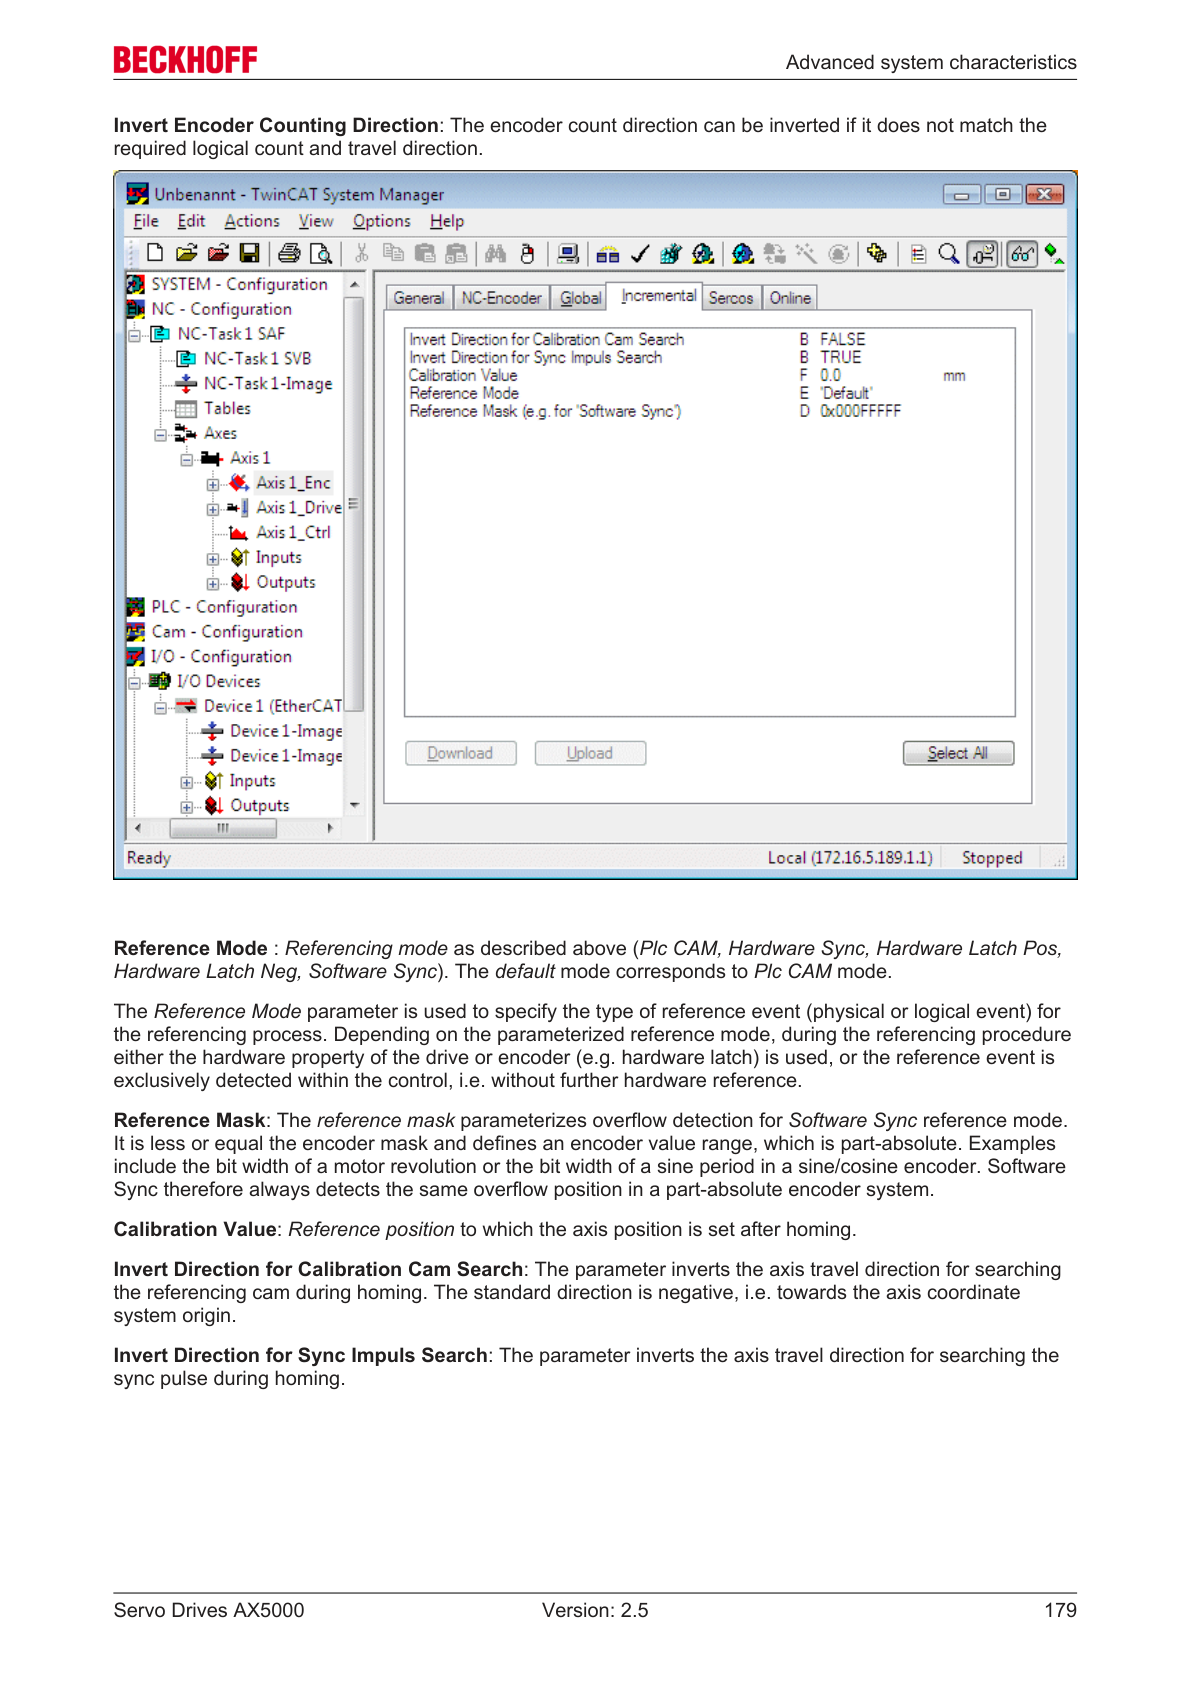 BECKHOFF
Advanced system characteristics
Invert Encoder Counting Direction: The encoder count direction can be inverted if it does not match the
required logical count and travel direction.
Unbenannt - TwinCAT System Manager
File Edit Actions View Options Help
SYSTEM - Configuration
NC - Configuration
NC-Task 1 SAF
NC-Task 1 SVB
NC-Task 1-Image
Tables
Axes
Axis 1
Axis 1_Enc
Axis 1_Drive
Axis 1_Ctrl
Inputs
Outputs
PLC - Configuration
Cam - Configuration
I/O - Configuration
I/O Devices
Device 1 (EtherCAT
Device 1-Image
Device 1-Image
Inputs
Outputs
General NC-Encoder Global Incremental Sercos Online
Invert Direction for Calibration Cam Search B FALSE
Invert Direction for Sync Impuls Search B TRUE
Calibration Value F 0.0 mm
Reference Mode E 'Default'
Reference Mask (e.g. for 'Software Sync') D 0x000FFFFF
Download Upload Select All
Ready Local (172.16.5.189.1.1) Stopped
Reference Mode : Referencing mode as described above (Plc CAM, Hardware Sync, Hardware Latch Pos,
Hardware Latch Neg, Software Sync). The default mode corresponds to Plc CAM mode.
The Reference Mode parameter is used to specify the type of reference event (physical or logical event) for
the referencing process. Depending on the parameterized reference mode, during the referencing procedure
either the hardware property of the drive or encoder (e.g. hardware latch) is used, or the reference event is
exclusively detected within the control, i.e. without further hardware reference.
Reference Mask: The reference mask parameterizes overflow detection for Software Sync reference mode.
It is less or equal the encoder mask and defines an encoder value range, which is part-absolute. Examples
include the bit width of a motor revolution or the bit width of a sine period in a sine/cosine encoder. Software
Sync therefore always detects the same overflow position in a part-absolute encoder system.
Calibration Value: Reference position to which the axis position is set after homing.
Invert Direction for Calibration Cam Search: The parameter inverts the axis travel direction for searching
the referencing cam during homing. The standard direction is negative, i.e. towards the axis coordinate
system origin.
Invert Direction for Sync Impuls Search: The parameter inverts the axis travel direction for searching the
sync pulse during homing.
Servo Drives AX5000 Version: 2.5 179